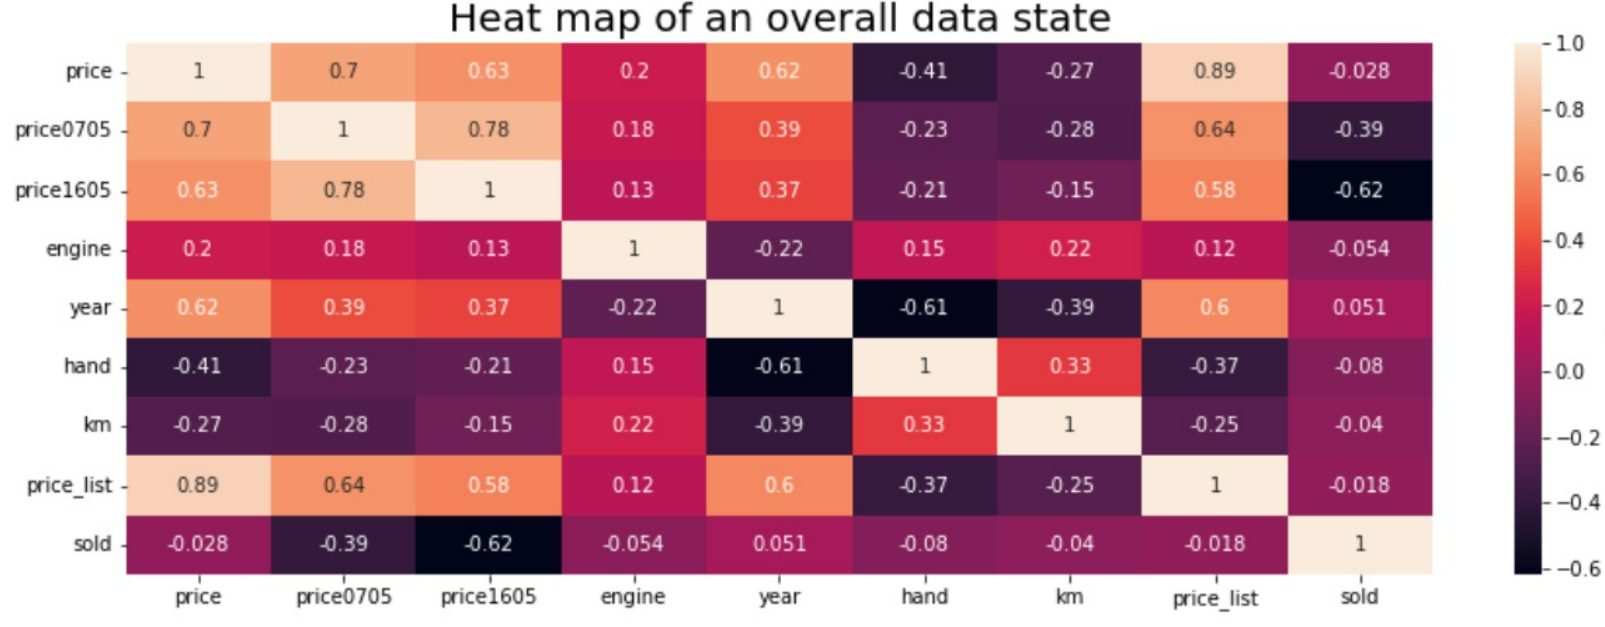 Heat map of an overall data state
price 1 0.7 0.63 0.2 0.62 -0.41 -0.27 0.89 -0.028
price0705 0.7 1 0.78 0.18 0.39 -0.23 -0.28 0.64 -0.39
price1605 0.63 0.78 1 0.13 0.37 -0.21 -0.15 0.58 -0.62
engine 0.2 0.18 0.13 1 -0.22 0.15 0.22 0.12 -0.054
year 0.62 0.39 0.37 -0.22 1 -0.61 -0.39 0.6 0.051
hand -0.41 -0.23 -0.21 0.15 -0.61 1 0.33 -0.37 -0.08
km -0.27 -0.28 -0.15 0.22 -0.39 0.33 1 -0.25 -0.04
price_list 0.89 0.64 0.58 0.12 0.6 -0.37 -0.25 1 -0.018
sold -0.028 -0.39 -0.62 -0.054 0.051 -0.08 -0.04 -0.018 1
price price0705 price1605 engine year hand km price_list sold
1.0
0.8
0.6
0.4
0.2
0.0
−0.2
−0.4
−0.6